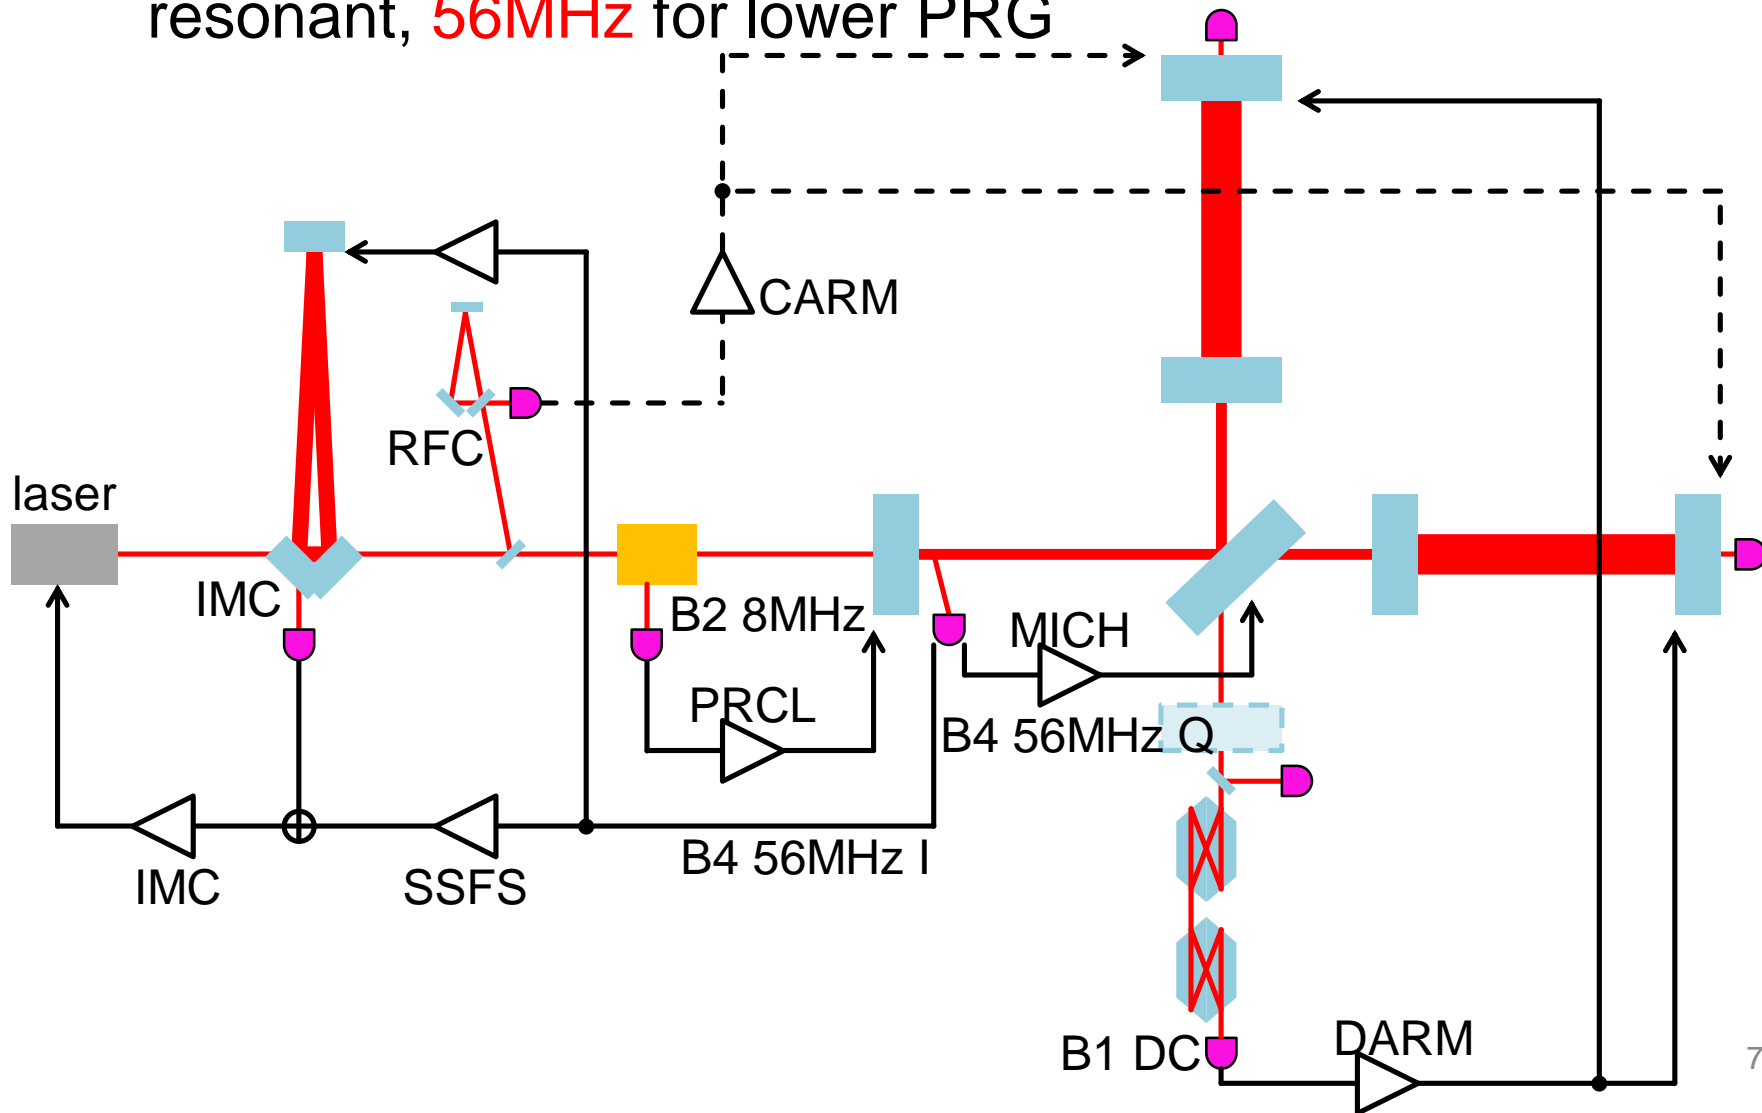 resonant, 56MHz for lower PRG
CARM
RFC
laser
IMC
B2 8MHz
MICH
PRCL
B4 56MHz Q
B4 56MHz I
IMC
SSFS
B1 DC
DARM
7